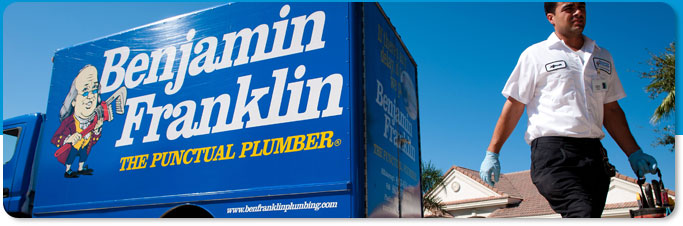 Benjamin
Franklin
THE PUNCTUAL PLUMBER®
www.benfranklinplumbing.com
Benjamin
Franklin